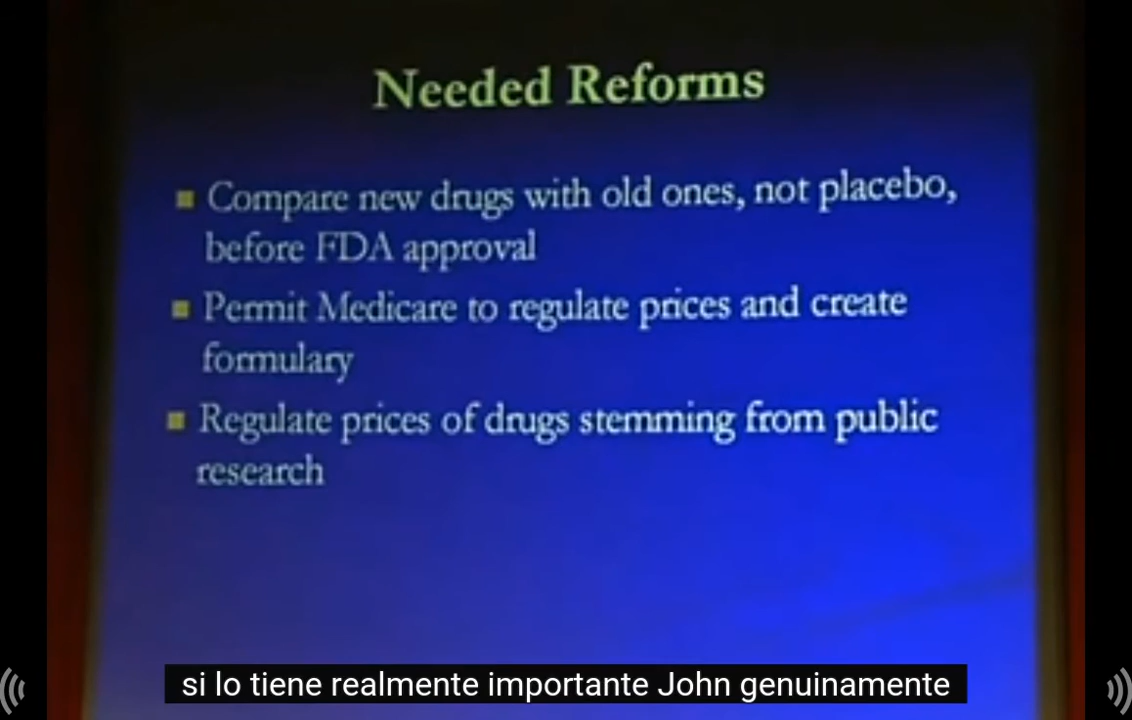 Needed Reforms
Compare new drugs with old ones, not placebo,
before FDA approval
Permit Medicare to regulate prices and create
formulary
Regulate prices of drugs stemming from public
research
si lo tiene realmente importante John genuinamente